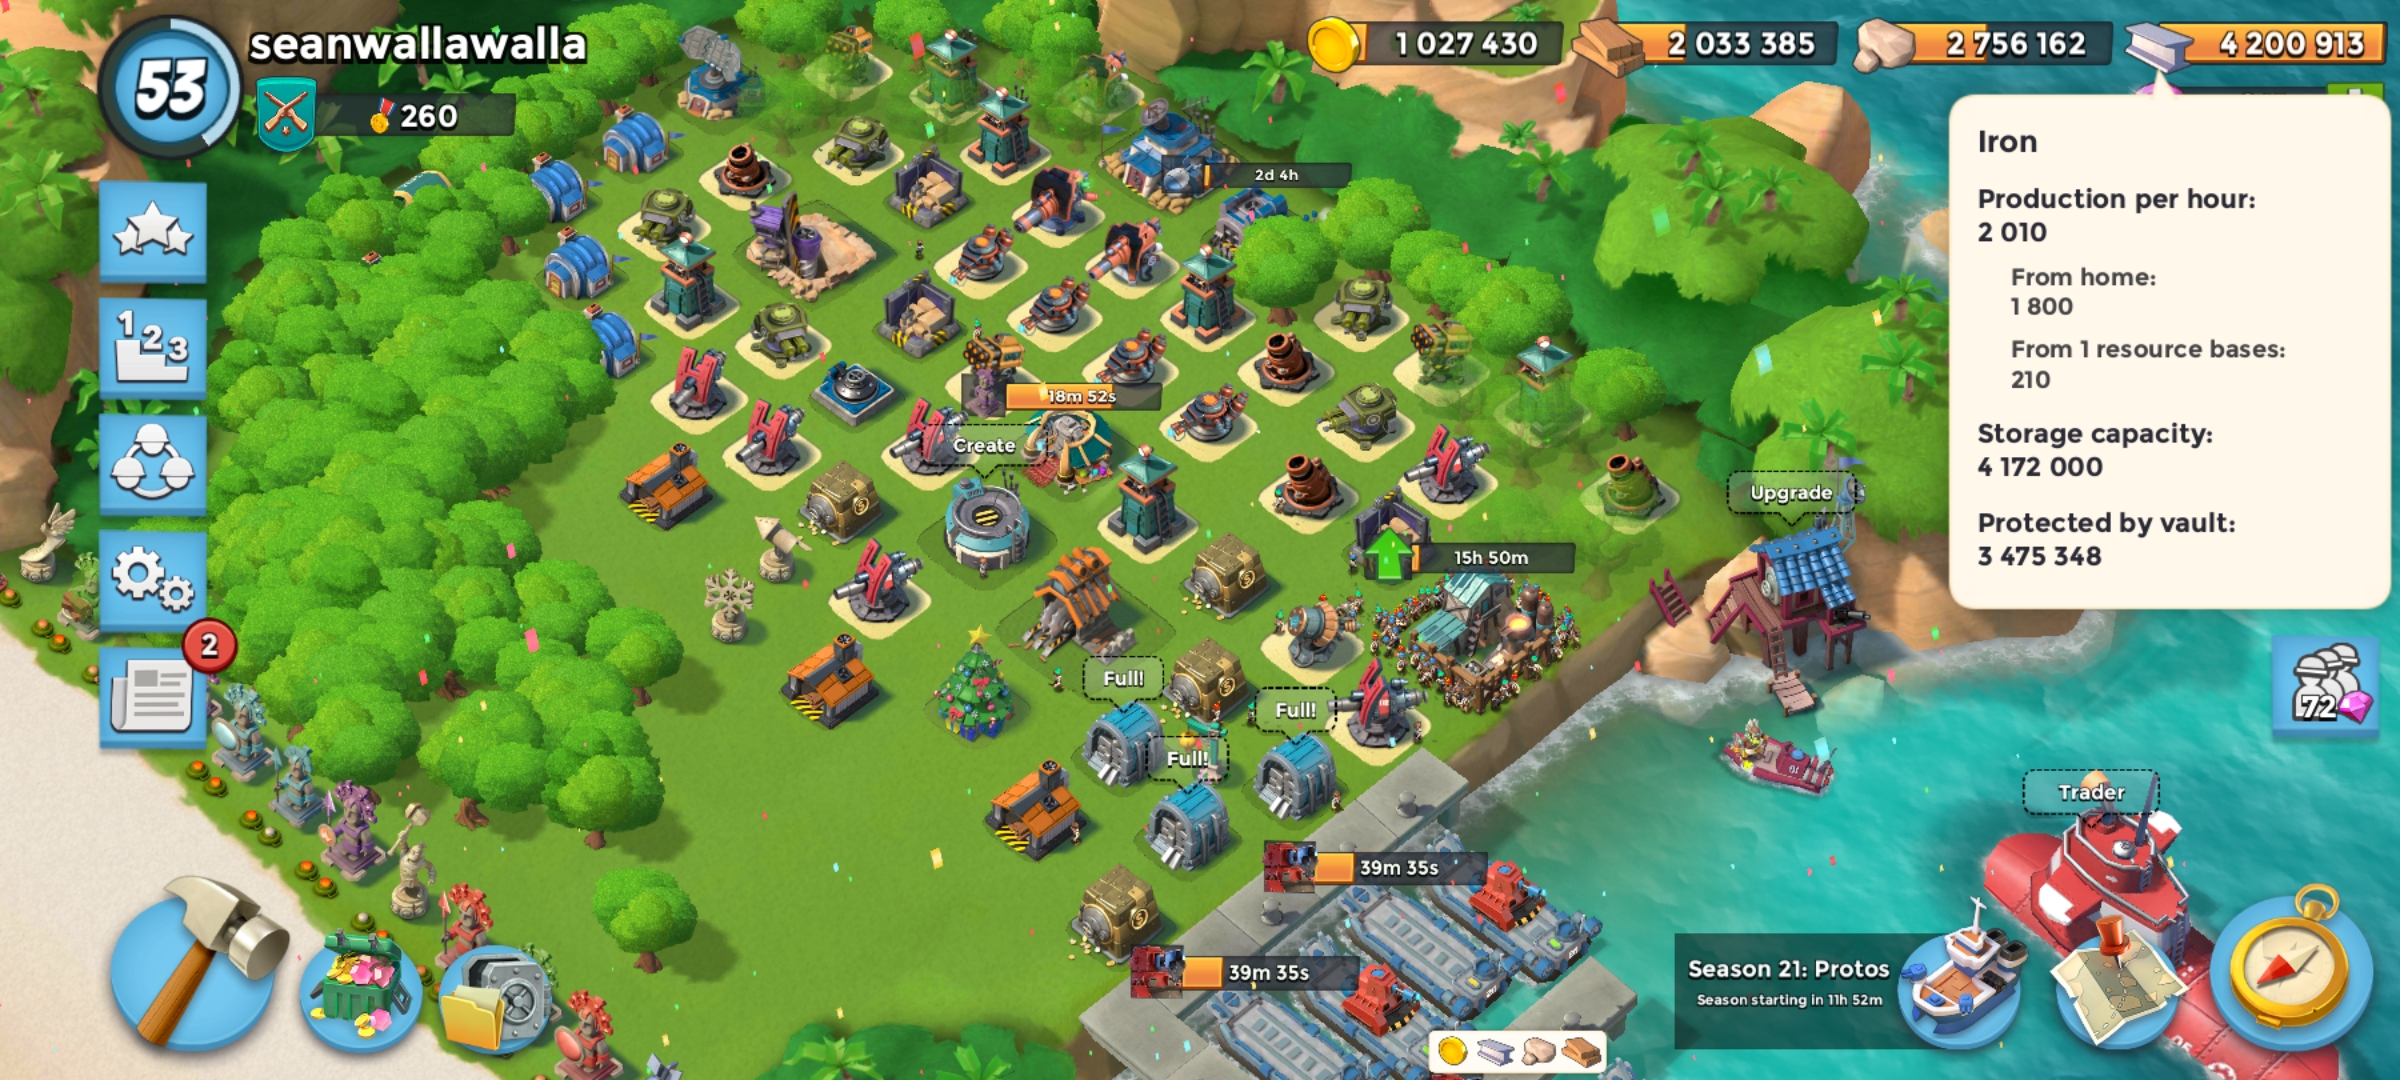 53
seanwallawalla
260
1 027 430
2 033 385
2 756 162
4 200 913
Iron
Production per hour:
2 010
From home:
1 800
From 1 resource bases:
210
Storage capacity:
4 172 000
Protected by vault:
3 475 348
2d 4h
1 2 3
18m 52s
Create
Upgrade
15h 50m
2
Full!
Full!
Full!
72
Trader
39m 35s
39m 35s
Season 21: Protos
Season starting in 11h 52m